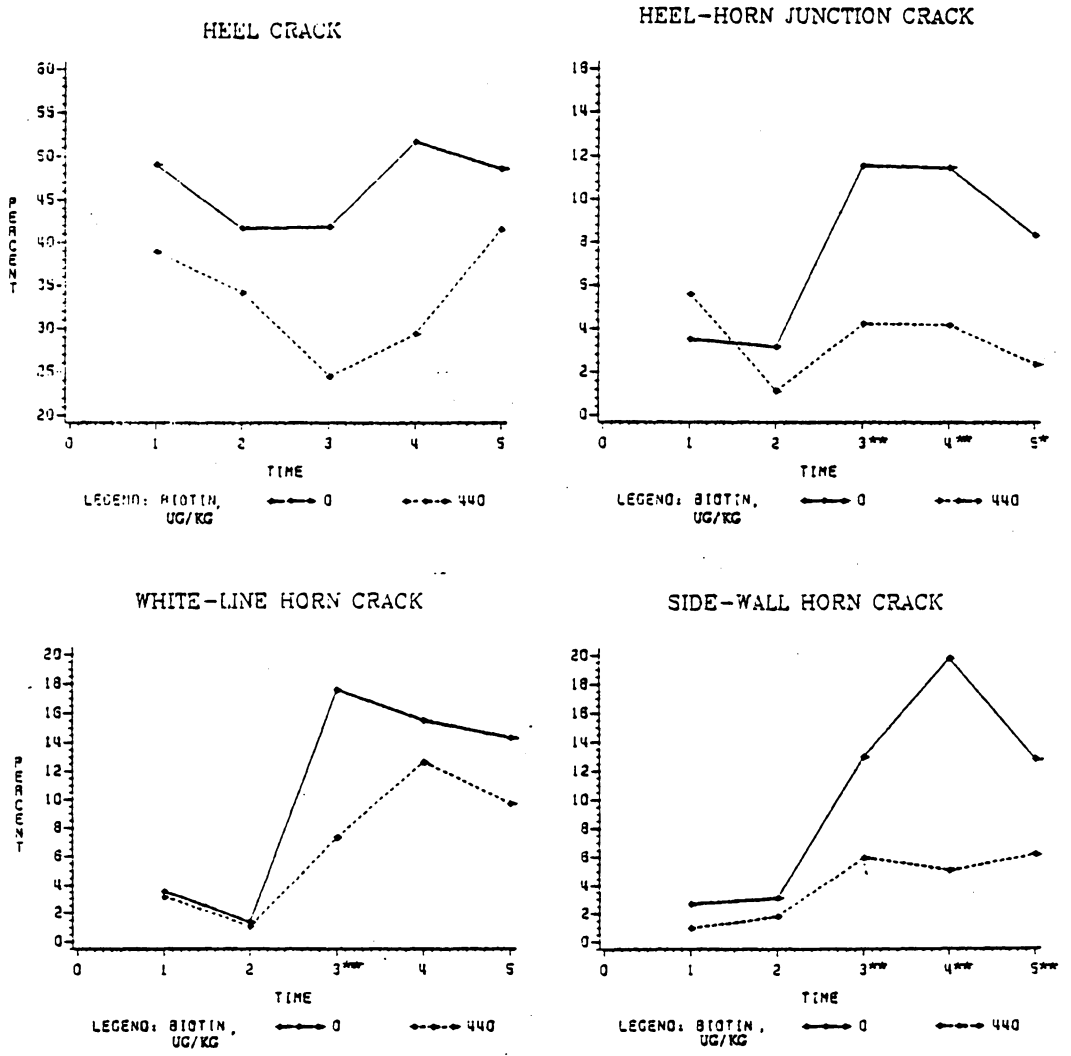 HEEL CRACK
60
55
50
45
40
35
30
25
20
PERCENT
0 1 2 3 4 5
TIME
LEGEND: BIOTIN, 0 440
UG/KG
HEEL-HORN JUNCTION CRACK
16
14
12
10
8
6
4
2
0
0 1 2 3** 4** 5*
TIME
LEGEND: BIOTIN, 0 440
UG/KG
WHITE-LINE HORN CRACK
20
18
16
14
12
10
8
6
4
2
0
PERCENT
0 1 2 3** 4 5
TIME
LEGEND: BIOTIN, 0 440
UG/KG
SIDE-WALL HORN CRACK
20
18
16
14
12
10
8
6
4
2
0
0 1 2 3** 4** 5**
TIME
LEGEND: BIOTIN, 0 440
UG/KG